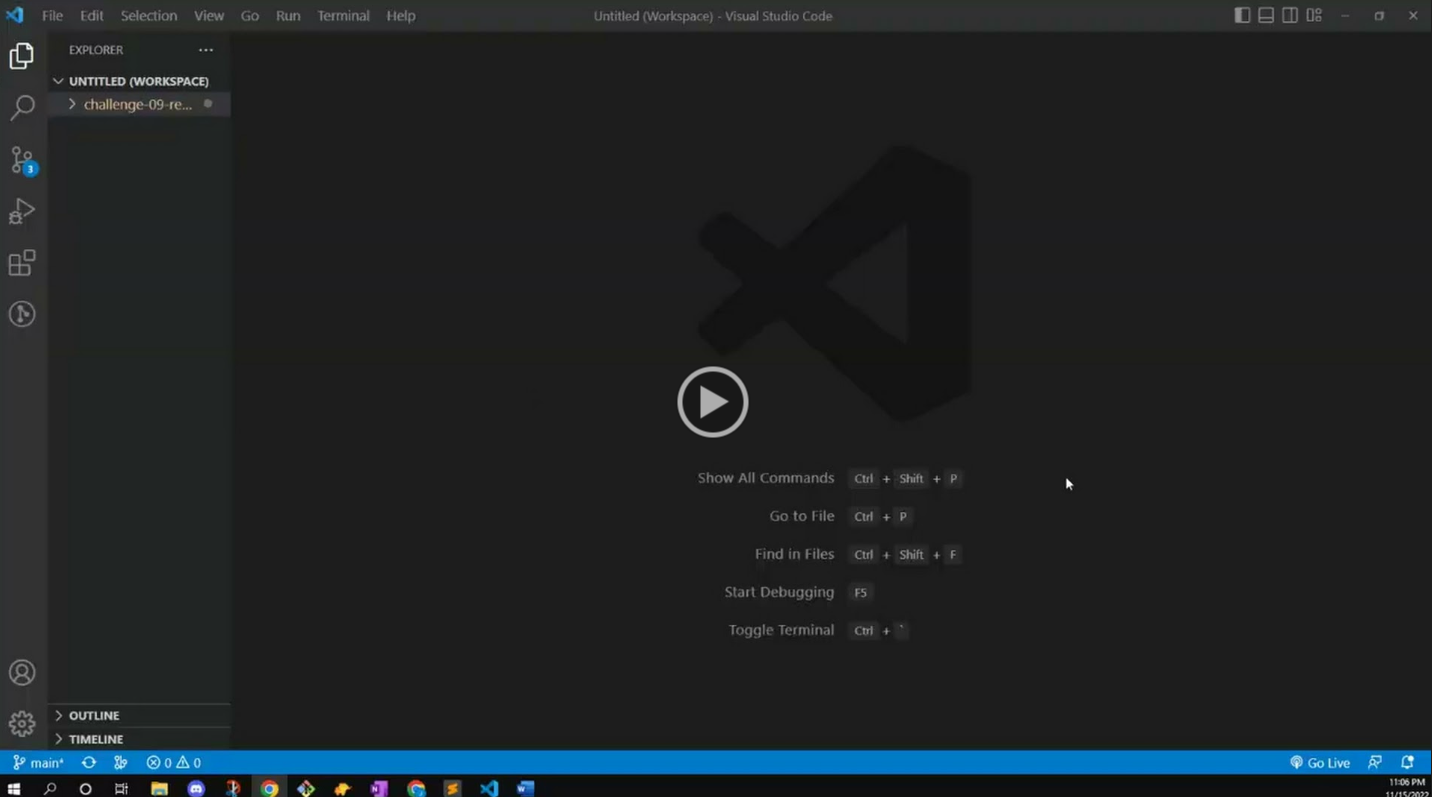 File Edit Selection View Go Run Terminal Help
Untitled (Workspace) - Visual Studio Code
EXPLORER ...
UNTITLED (WORKSPACE)
challenge-09-re...
3
Show All Commands Ctrl + Shift + P
Go to File Ctrl + P
Find in Files Ctrl + Shift + F
Start Debugging F5
Toggle Terminal Ctrl + `
OUTLINE
TIMELINE
main* 0 0 Go Live
11:06 PM
11/15/2022